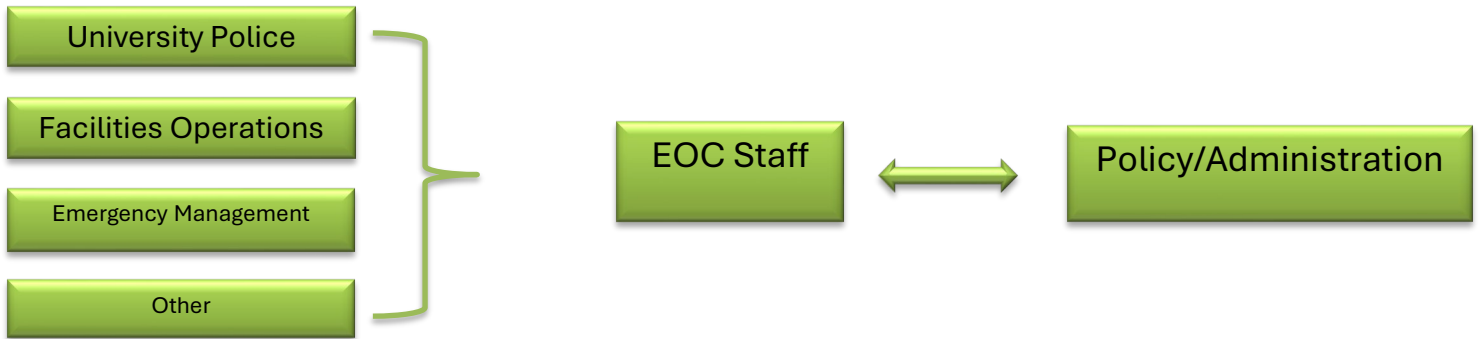 University Police
Facilities Operations
Emergency Management
Other
EOC Staff
Policy/Administration